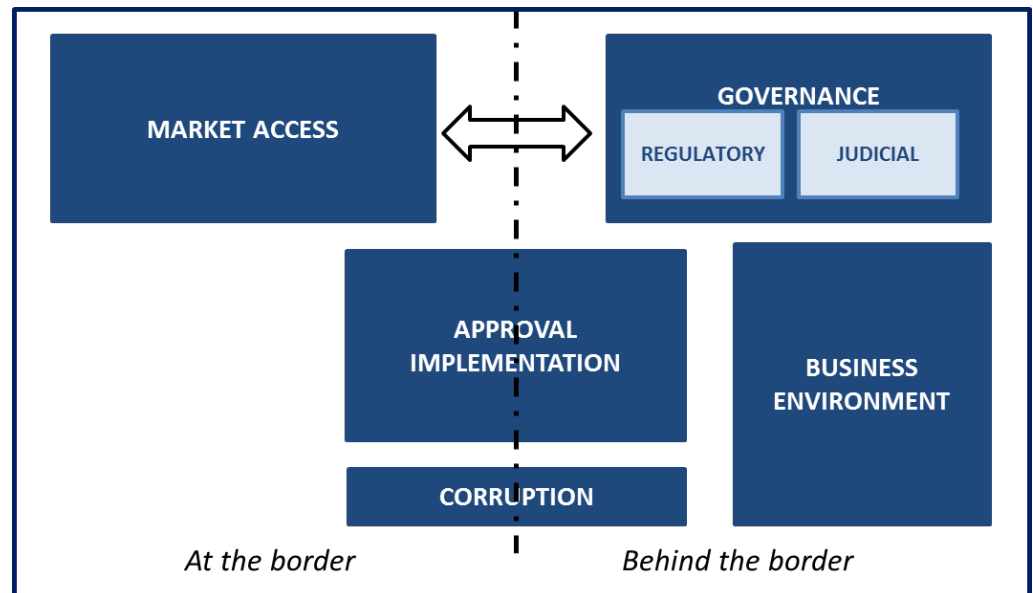 MARKET ACCESS
GOVERNANCE
REGULATORY
JUDICIAL
APPROVAL
IMPLEMENTATION
BUSINESS
ENVIRONMENT
CORRUPTION
At the border
Behind the border